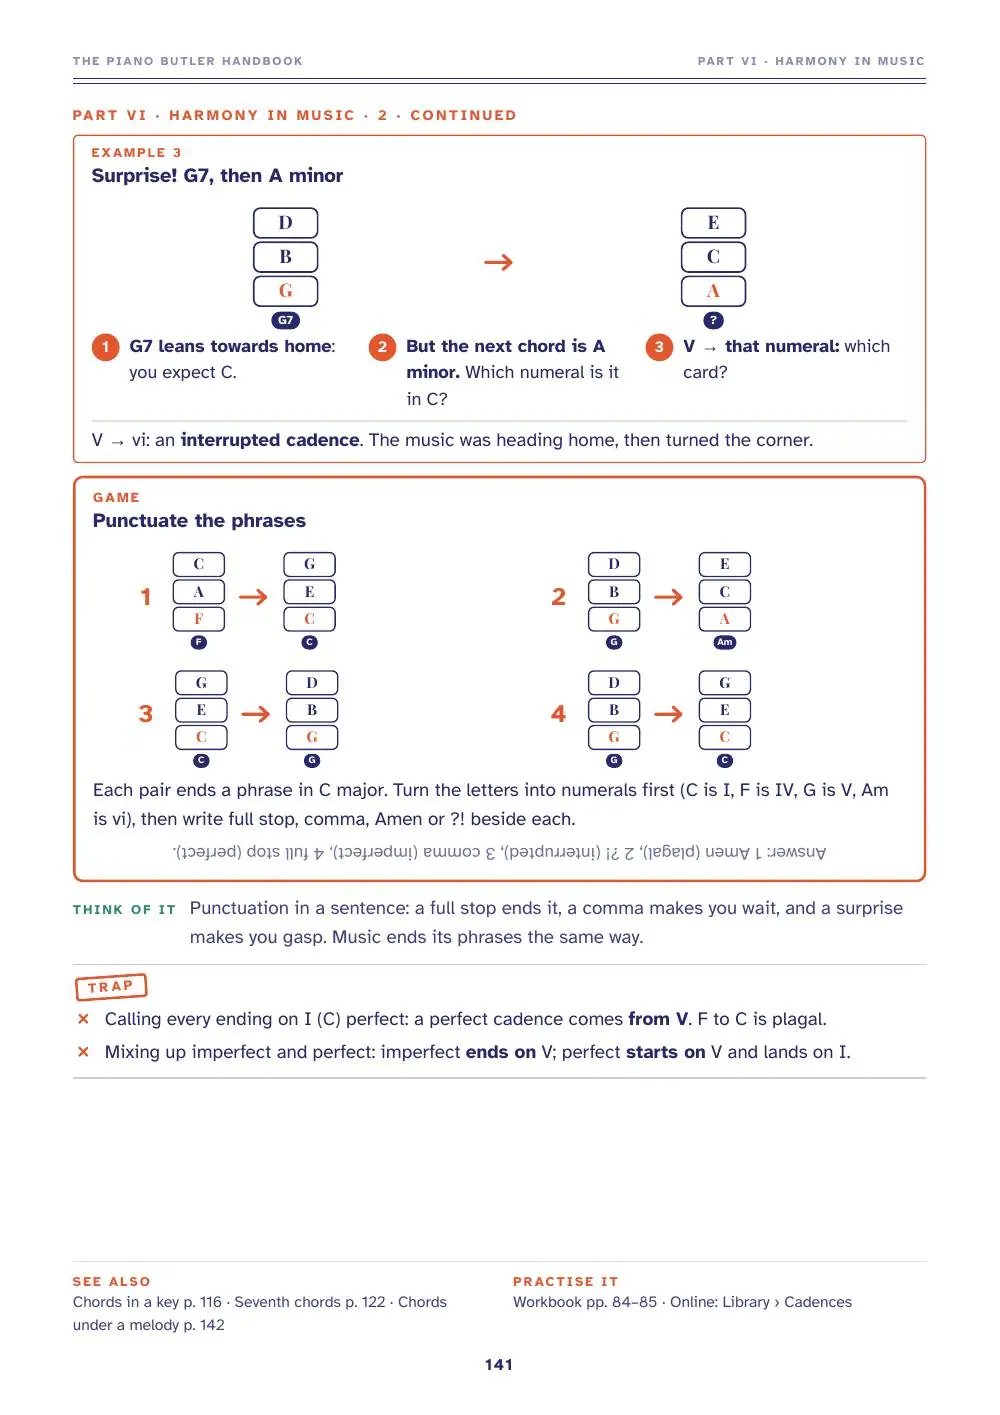 THE PIANO BUTLER HANDBOOK
PART VI · HARMONY IN MUSIC
PART VI · HARMONY IN MUSIC · 2 · CONTINUED
EXAMPLE 3
Surprise! G7, then A minor
D
B
G
G7
→
E
C
A
?
1 G7 leans towards home:
you expect C.
2 But the next chord is A
minor. Which numeral is it
in C?
3 V → that numeral: which
card?
V → vi: an interrupted cadence. The music was heading home, then turned the corner.
GAME
Punctuate the phrases
1
C
A
F
F
→
G
E
C
C
2
D
B
G
G
→
E
C
A
Am
3
G
E
C
C
→
D
B
G
G
4
D
B
G
G
→
G
E
C
C
Each pair ends a phrase in C major. Turn the letters into numerals first (C is I, F is IV, G is V, Am
is vi), then write full stop, comma, Amen or ?! beside each.
Answer: 1 Amen (plagal), 2 ?! (interrupted), 3 comma (imperfect), 4 full stop (perfect).
THINK OF IT Punctuation in a sentence: a full stop ends it, a comma makes you wait, and a surprise
makes you gasp. Music ends its phrases the same way.
TRAP
× Calling every ending on I (C) perfect: a perfect cadence comes from V. F to C is plagal.
× Mixing up imperfect and perfect: imperfect ends on V; perfect starts on V and lands on I.
SEE ALSO
Chords in a key p. 116 · Seventh chords p. 122 · Chords
under a melody p. 142
PRACTISE IT
Workbook pp. 84–85 · Online: Library › Cadences
141